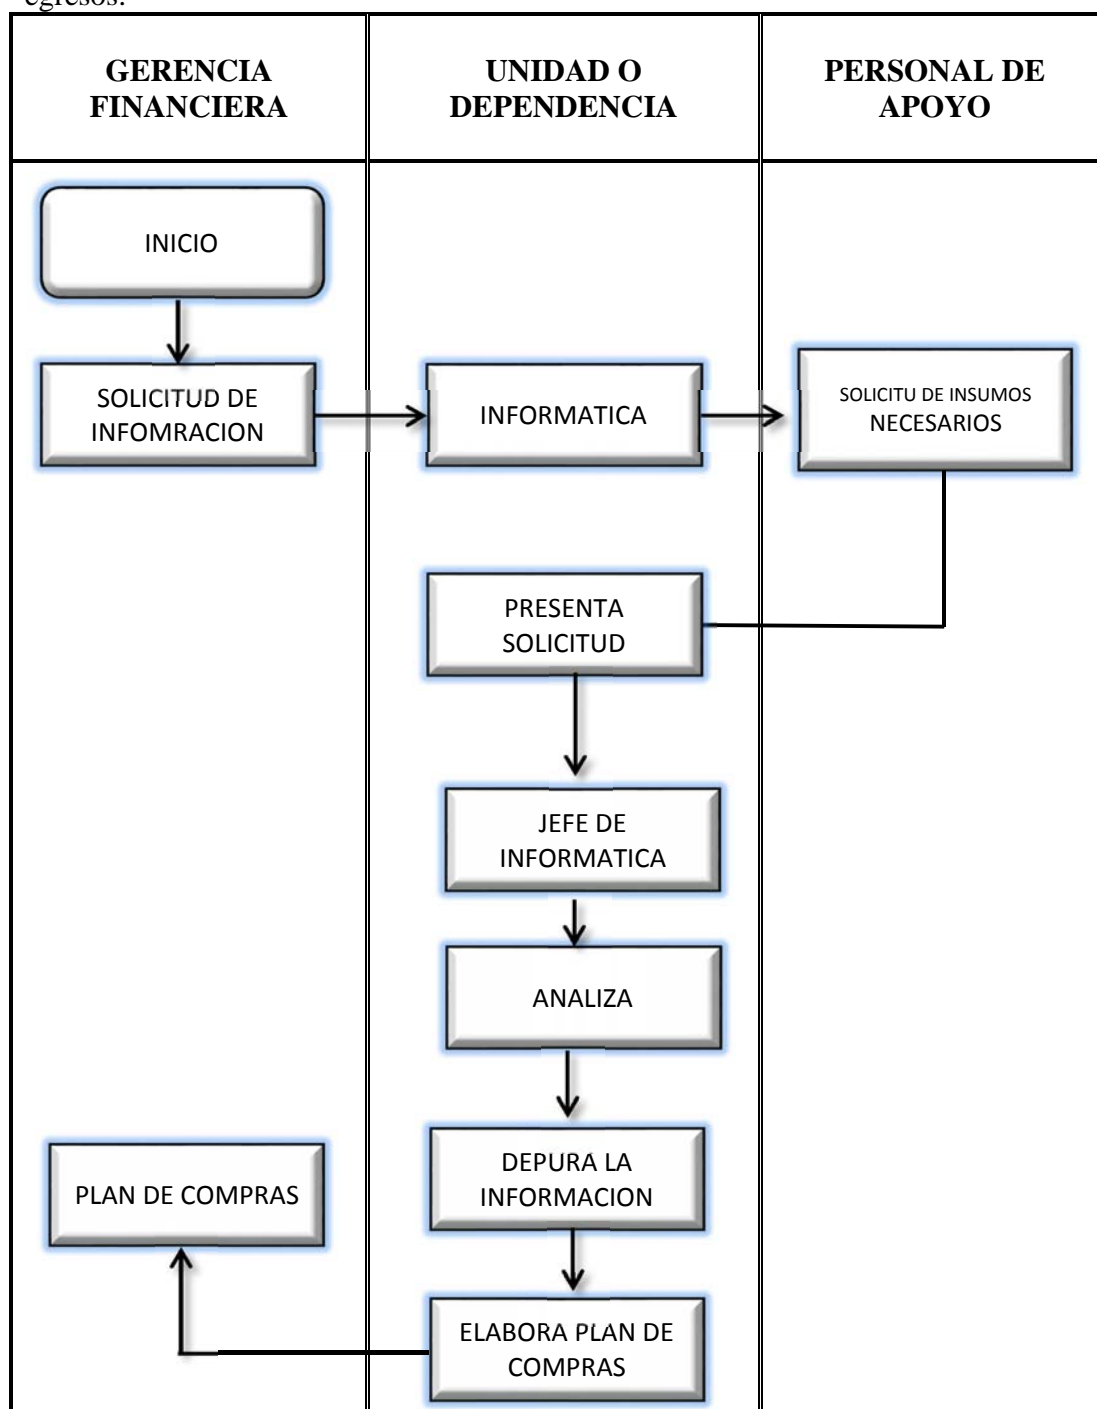 egresos.
GERENCIA
FINANCIERA
UNIDAD O
DEPENDENCIA
PERSONAL DE
APOYO
INICIO
SOLICITUD DE
INFOMRACION
INFORMATICA
SOLICITU DE INSUMOS
NECESARIOS
PRESENTA
SOLICITUD
JEFE DE
INFORMATICA
ANALIZA
DEPURA LA
INFORMACION
PLAN DE COMPRAS
ELABORA PLAN DE
COMPRAS